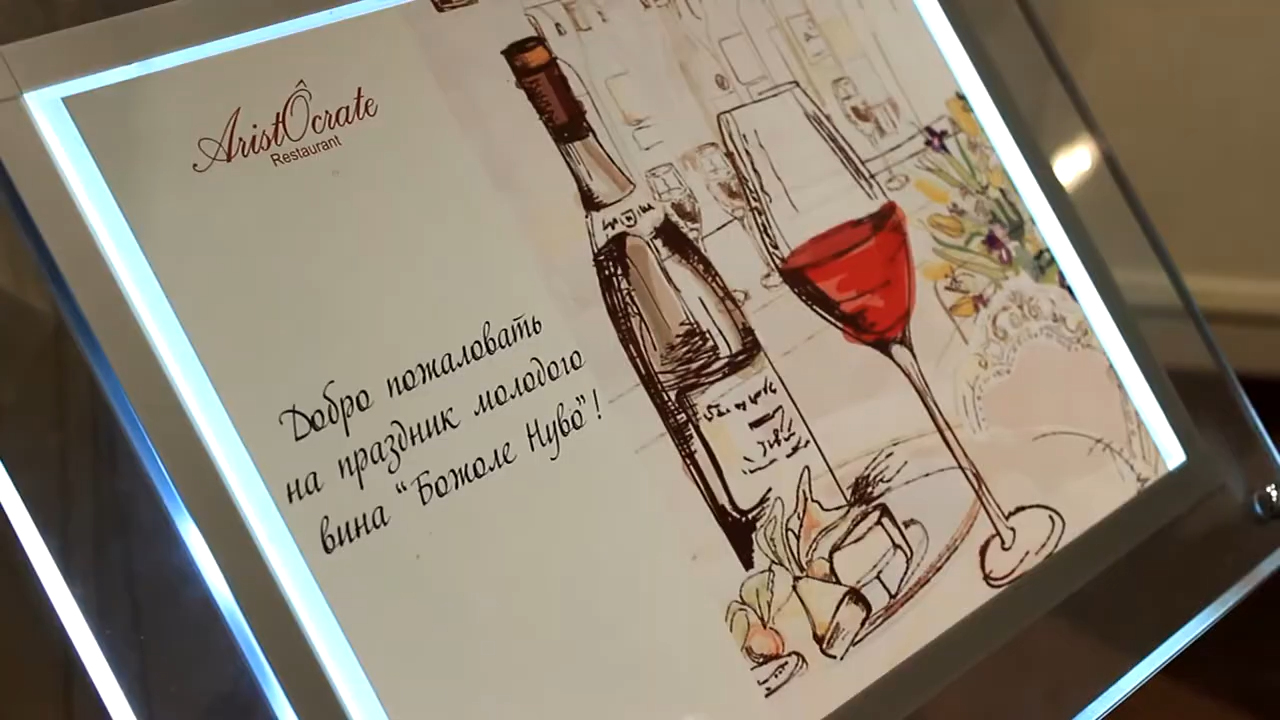 AristÔcrate
Restaurant
Добро пожаловать
на праздник молодого
вина “Божоле Нуво”!